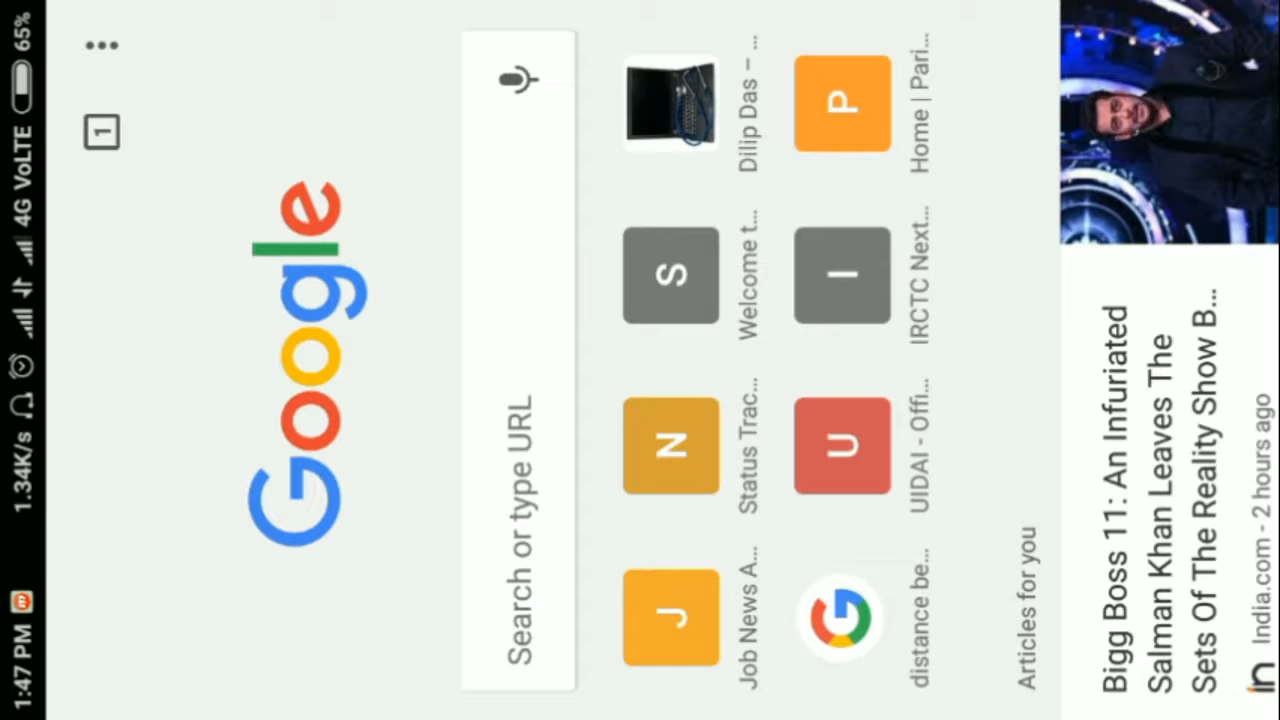 1:47 PM 1.34K/s 4G VoLTE 65%
1
Google
Search or type URL
J N S
Job News A... Status Trac... Welcome t... Dilip Das – ...
U I P
distance be... UIDAI - Offi... IRCTC Next... Home | Pari...
Articles for you
Bigg Boss 11: An Infuriated
Salman Khan Leaves The
Sets Of The Reality Show B...
in India.com - 2 hours ago